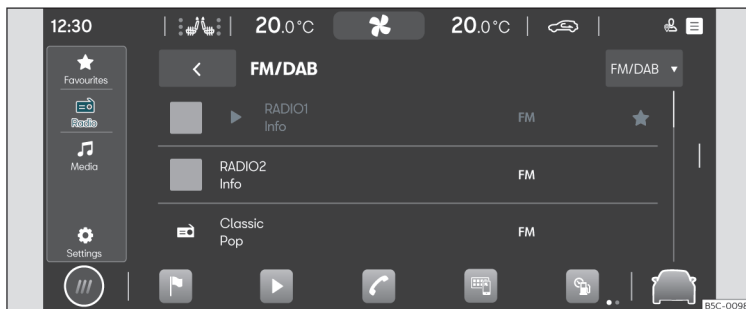 12:30
20.0°C
20.0°C
Favourites
Radio
Media
Settings
FM/DAB
FM/DAB
RADIO1
Info
FM
RADIO2
Info
FM
Classic
Pop
FM
B5C-0098